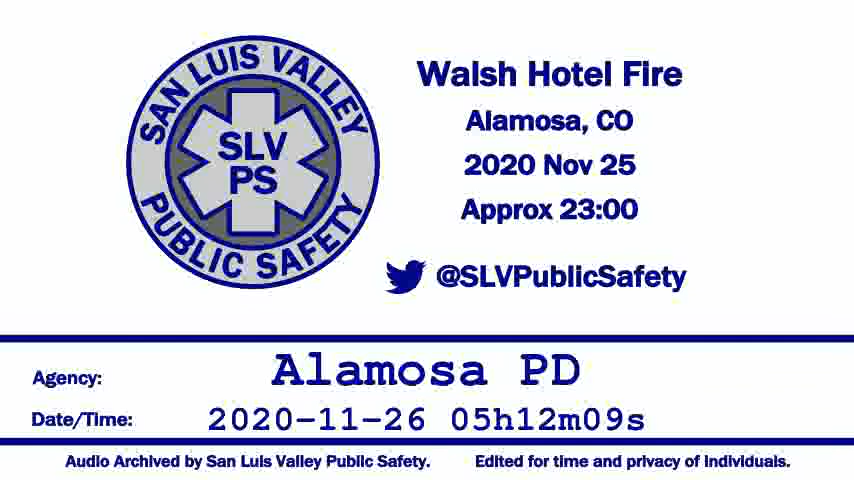 SAN LUIS VALLEY
SLV
PS
PUBLIC SAFETY
Walsh Hotel Fire
Alamosa, CO
2020 Nov 25
Approx 23:00
@SLVPublicSafety
Agency: Alamosa PD
Date/Time: 2020-11-26 05h12m09s
Audio Archived by San Luis Valley Public Safety. Edited for time and privacy of individuals.